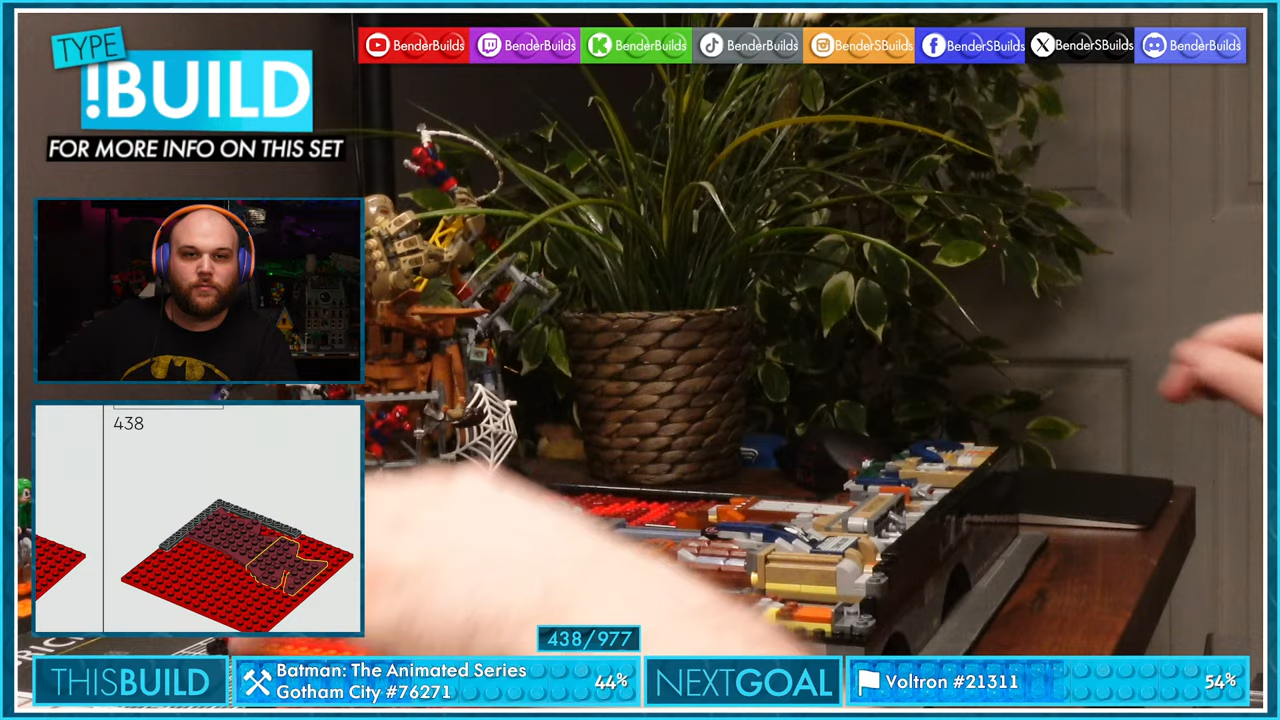 TYPE
!BUILD
FOR MORE INFO ON THIS SET
BenderBuilds BenderBuilds BenderBuilds BenderBuilds BenderSBuilds BenderSBuilds BenderSBuilds BenderBuilds
438
438/977
THISBUILD
Batman: The Animated Series
Gotham City #76271
44%
NEXTGOAL
Voltron #21311
54%